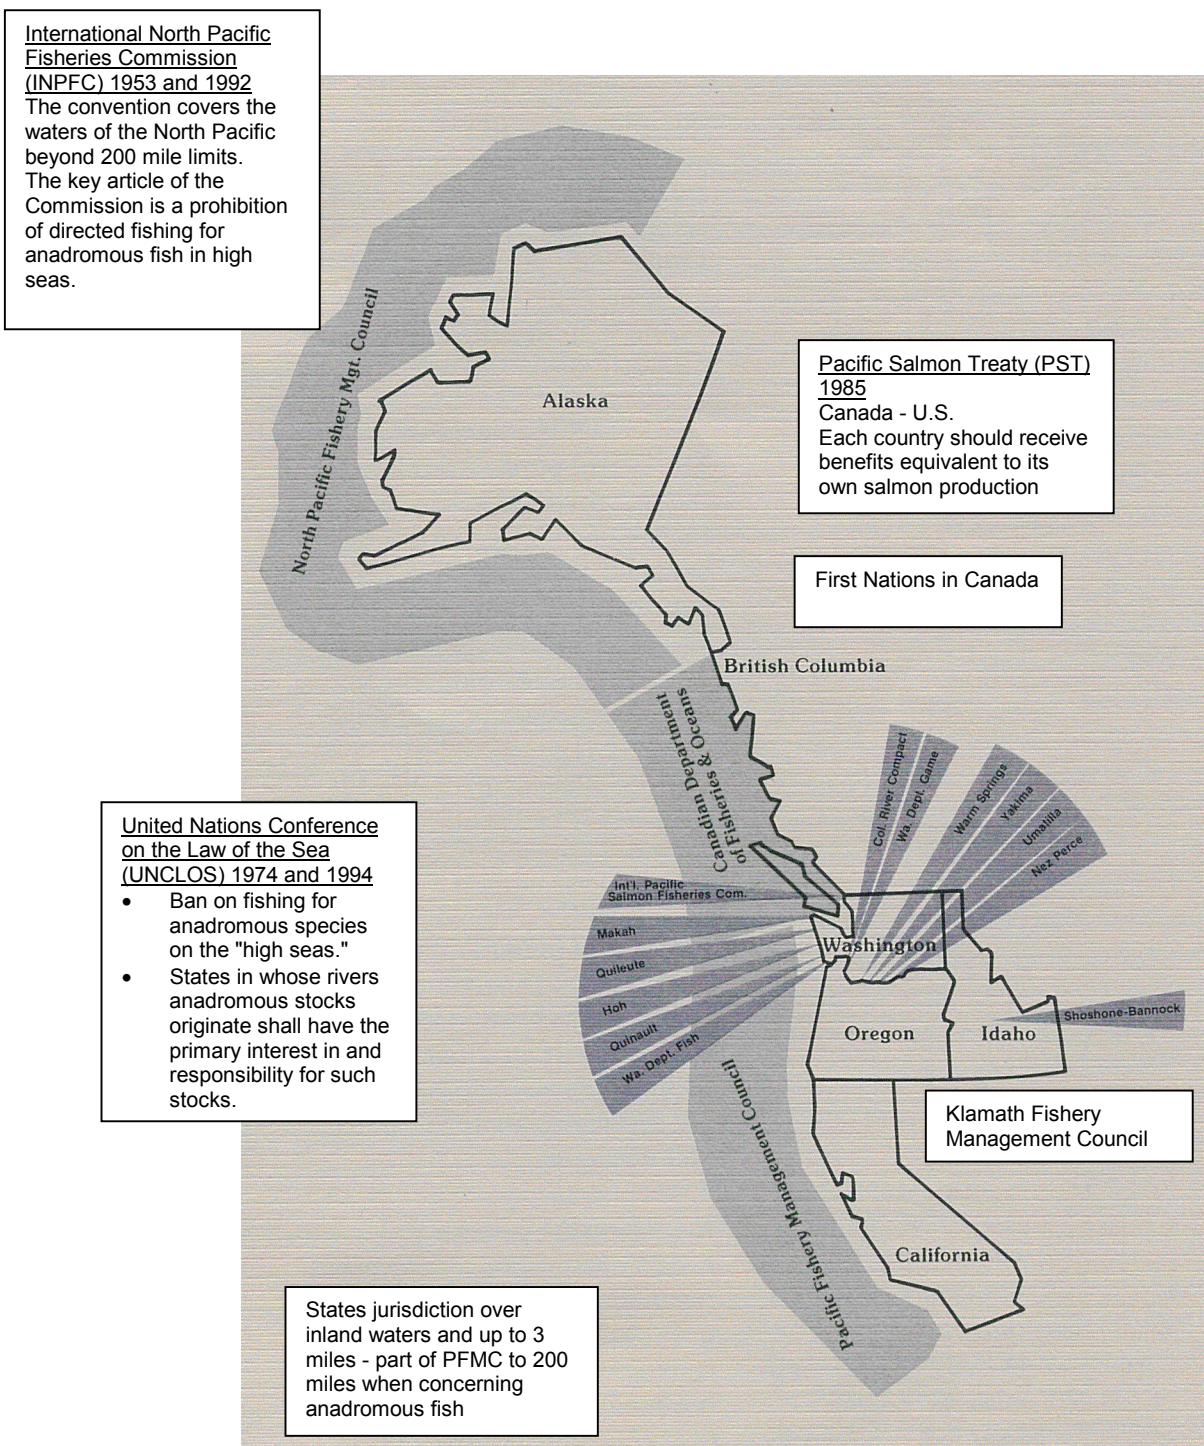 International North Pacific
Fisheries Commission
(INPFC) 1953 and 1992
The convention covers the
waters of the North Pacific
beyond 200 mile limits.
The key article of the
Commission is a prohibition
of directed fishing for
anadromous fish in high
seas.
North Pacific Fishery Mgt. Council
Alaska
Pacific Salmon Treaty (PST)
1985
Canada - U.S.
Each country should receive
benefits equivalent to its
own salmon production
First Nations in Canada
British Columbia
Canadian Department
of Fisheries & Oceans
Col. River Compact
Wa. Dept. Game
Warm Springs
Yakima
Umatilla
Nez Perce
United Nations Conference
on the Law of the Sea
(UNCLOS) 1974 and 1994
• Ban on fishing for
anadromous species
on the "high seas."
• States in whose rivers
anadromous stocks
originate shall have the
primary interest in and
responsibility for such
stocks.
Int'l. Pacific
Salmon Fisheries Com.
Makah
Quileute
Hoh
Quinault
Wa. Dept. Fish
Washington
Oregon
Idaho
Shoshone-Bannock
Klamath Fishery
Management Council
Pacific Fishery Management Council
California
States jurisdiction over
inland waters and up to 3
miles - part of PFMC to 200
miles when concerning
anadromous fish